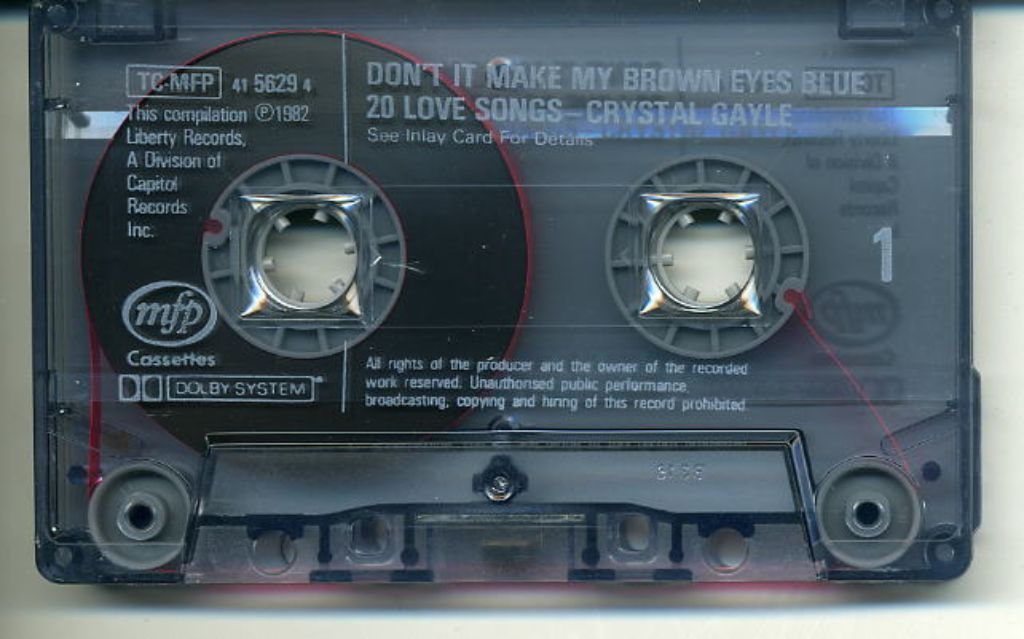 TC-MFP 41 5629 4
This compilation ℗1982
Liberty Records,
A Division of
Capitol
Records
Inc.
mfp
Cassettes
DOLBY SYSTEM
DON'T IT MAKE MY BROWN EYES BLUE
20 LOVE SONGS – CRYSTAL GAYLE
See Inlay Card For Details
1
All rights of the producer and the owner of the recorded
work reserved. Unauthorised public performance,
broadcasting, copying and hiring of this record prohibited